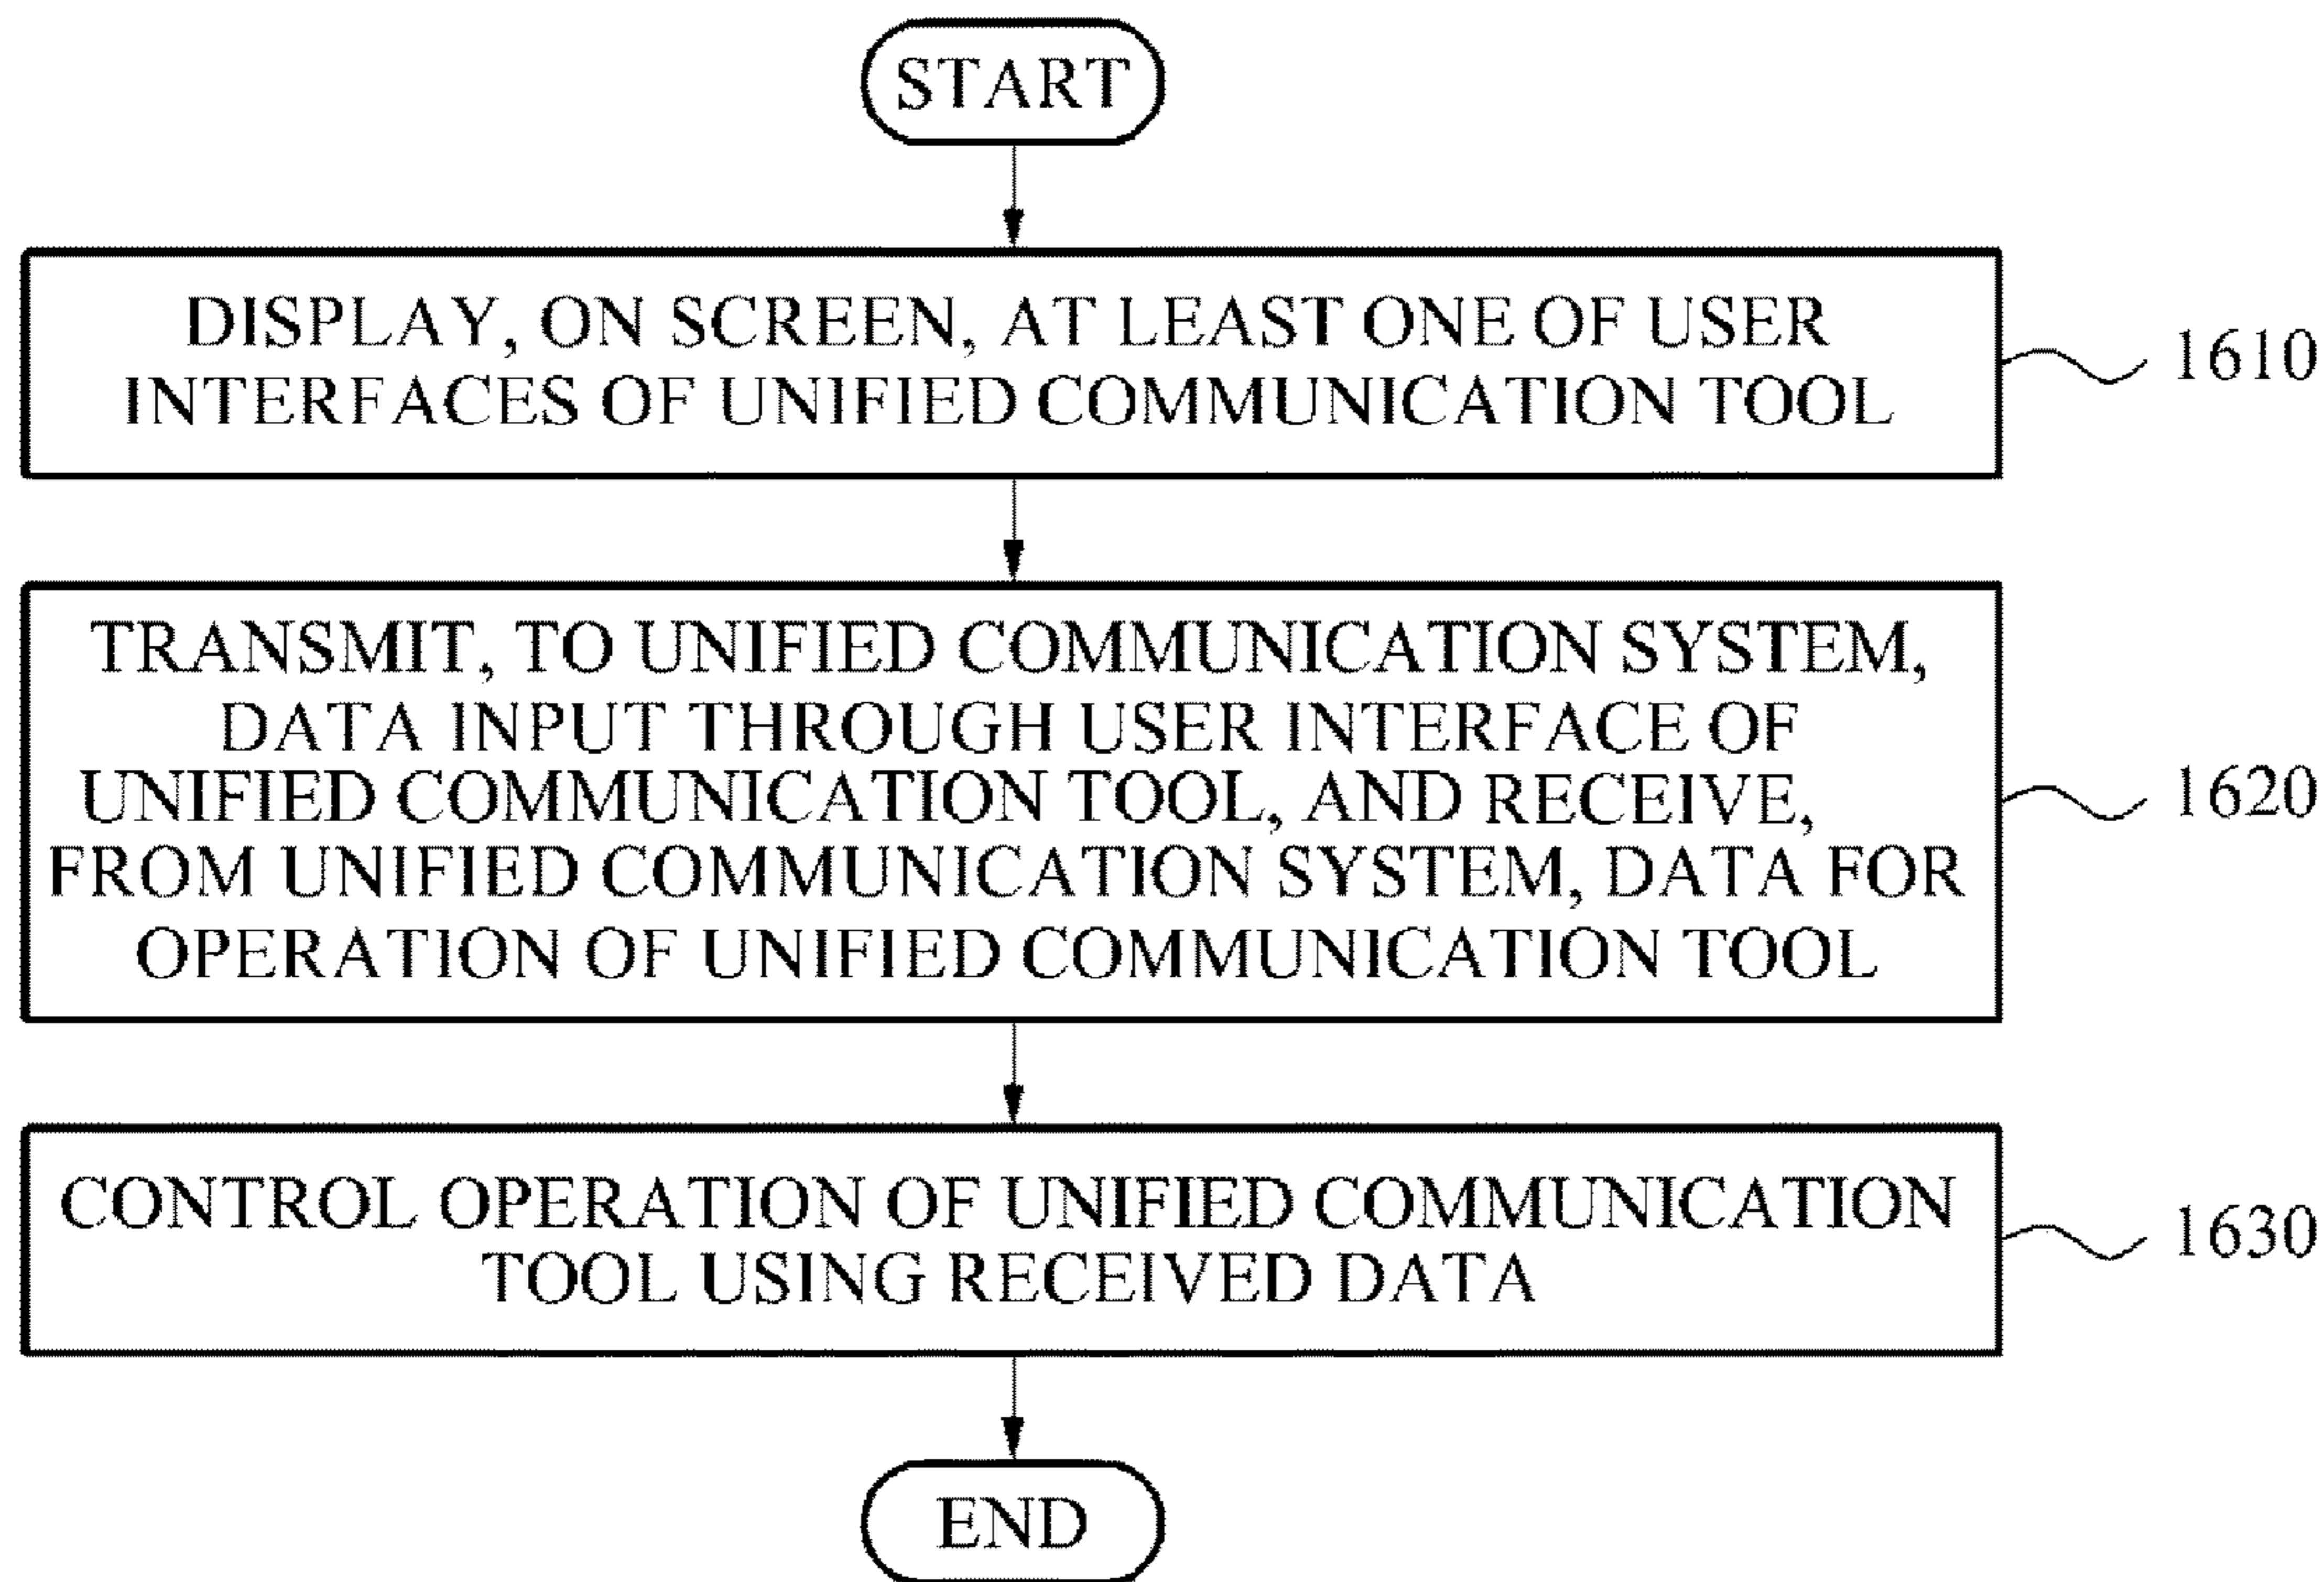 START
DISPLAY, ON SCREEN, AT LEAST ONE OF USER
INTERFACES OF UNIFIED COMMUNICATION TOOL
1610
TRANSMIT, TO UNIFIED COMMUNICATION SYSTEM,
DATA INPUT THROUGH USER INTERFACE OF
UNIFIED COMMUNICATION TOOL, AND RECEIVE,
FROM UNIFIED COMMUNICATION SYSTEM, DATA FOR
OPERATION OF UNIFIED COMMUNICATION TOOL
1620
CONTROL OPERATION OF UNIFIED COMMUNICATION
TOOL USING RECEIVED DATA
1630
END